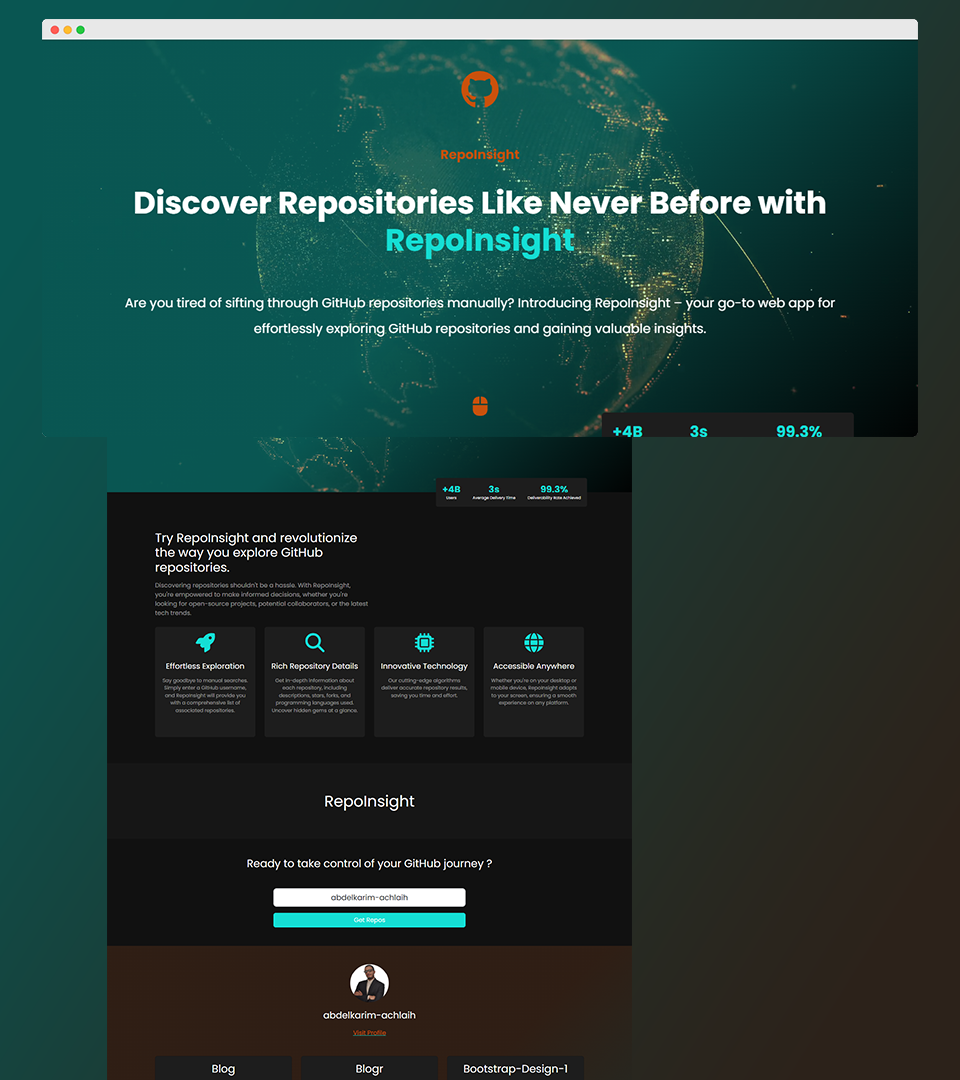 RepoInsight
Discover Repositories Like Never Before with
RepoInsight
Are you tired of sifting through GitHub repositories manually? Introducing RepoInsight – your go-to web app for
effortlessly exploring GitHub repositories and gaining valuable insights.
+4B 3s 99.3%
+4B 3s 99.3%
Users Average Delivery Time Deliverability Rate Achieved
Try RepoInsight and revolutionize
the way you explore GitHub
repositories.
Discovering repositories shouldn't be a hassle. With RepoInsight,
you're empowered to make informed decisions, whether you're
looking for open-source projects, potential collaborators, or the latest
tech trends.
Effortless Exploration
Say goodbye to manual searches.
Simply enter a GitHub username,
and RepoInsight will provide you
with a comprehensive list of
associated repositories.
Rich Repository Details
Get in-depth information about
each repository, including
descriptions, stars, forks, and
programming languages used.
Uncover hidden gems at a glance.
Innovative Technology
Our cutting-edge algorithms
deliver accurate repository results,
saving you time and effort.
Accessible Anywhere
Whether you're on your desktop or
mobile device, RepoInsight adapts
to your screen, ensuring a smooth
experience on any platform.
RepoInsight
Ready to take control of your GitHub journey ?
abdelkarim-achlaih
Get Repos
abdelkarim-achlaih
Visit Profile
Blog Blogr Bootstrap-Design-1